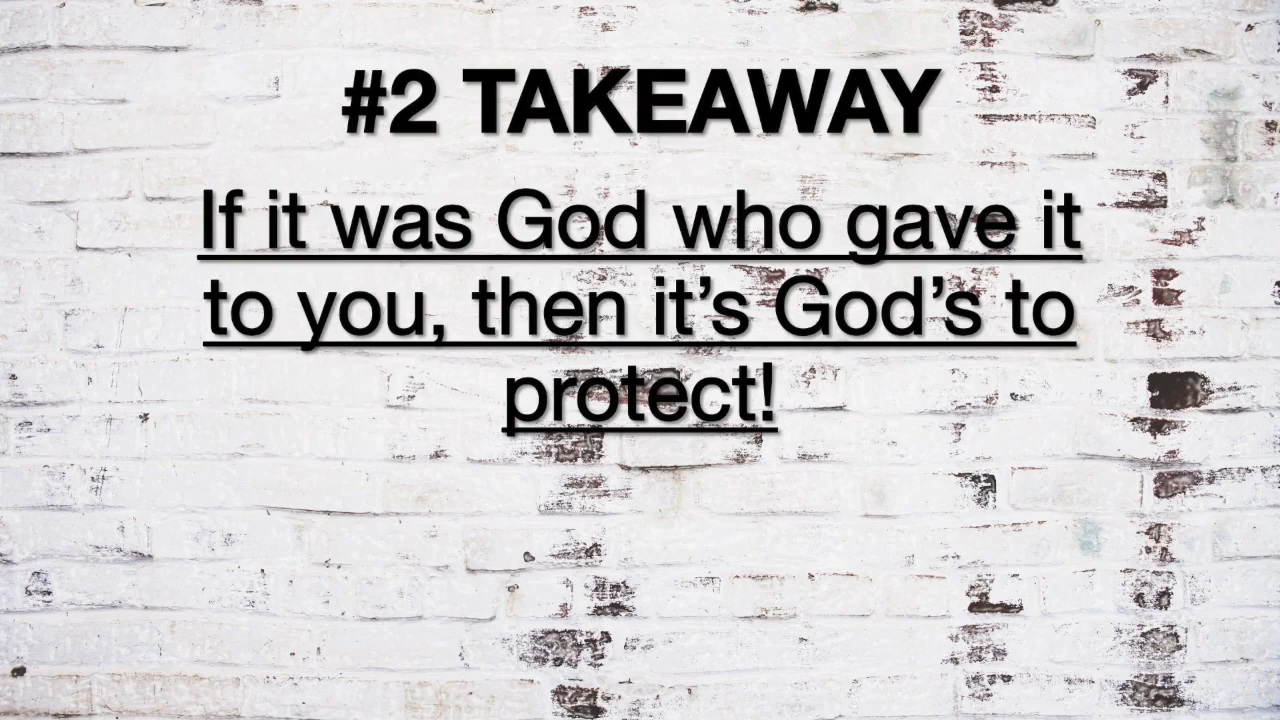 #2 TAKEAWAY
If it was God who gave it
to you, then it’s God’s to
protect!